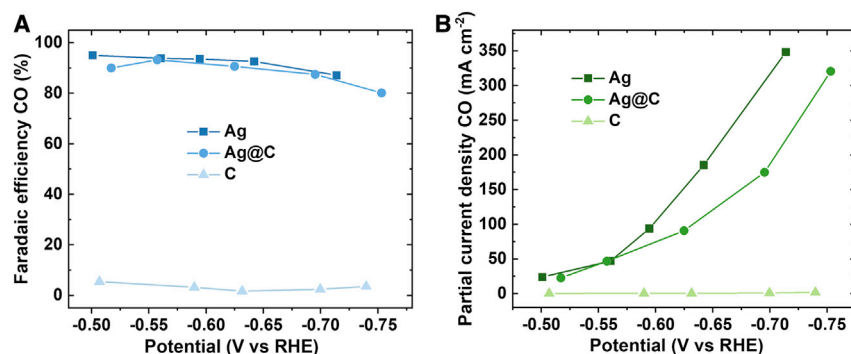 A
Faradaic efficiency CO (%)
100
80
60
40
20
0
Ag
Ag@C
C
-0.50 -0.55 -0.60 -0.65 -0.70 -0.75
Potential (V vs RHE)
B
Partial current density CO (mA cm⁻²)
350
300
250
200
150
100
50
0
Ag
Ag@C
C
-0.50 -0.55 -0.60 -0.65 -0.70 -0.75
Potential (V vs RHE)